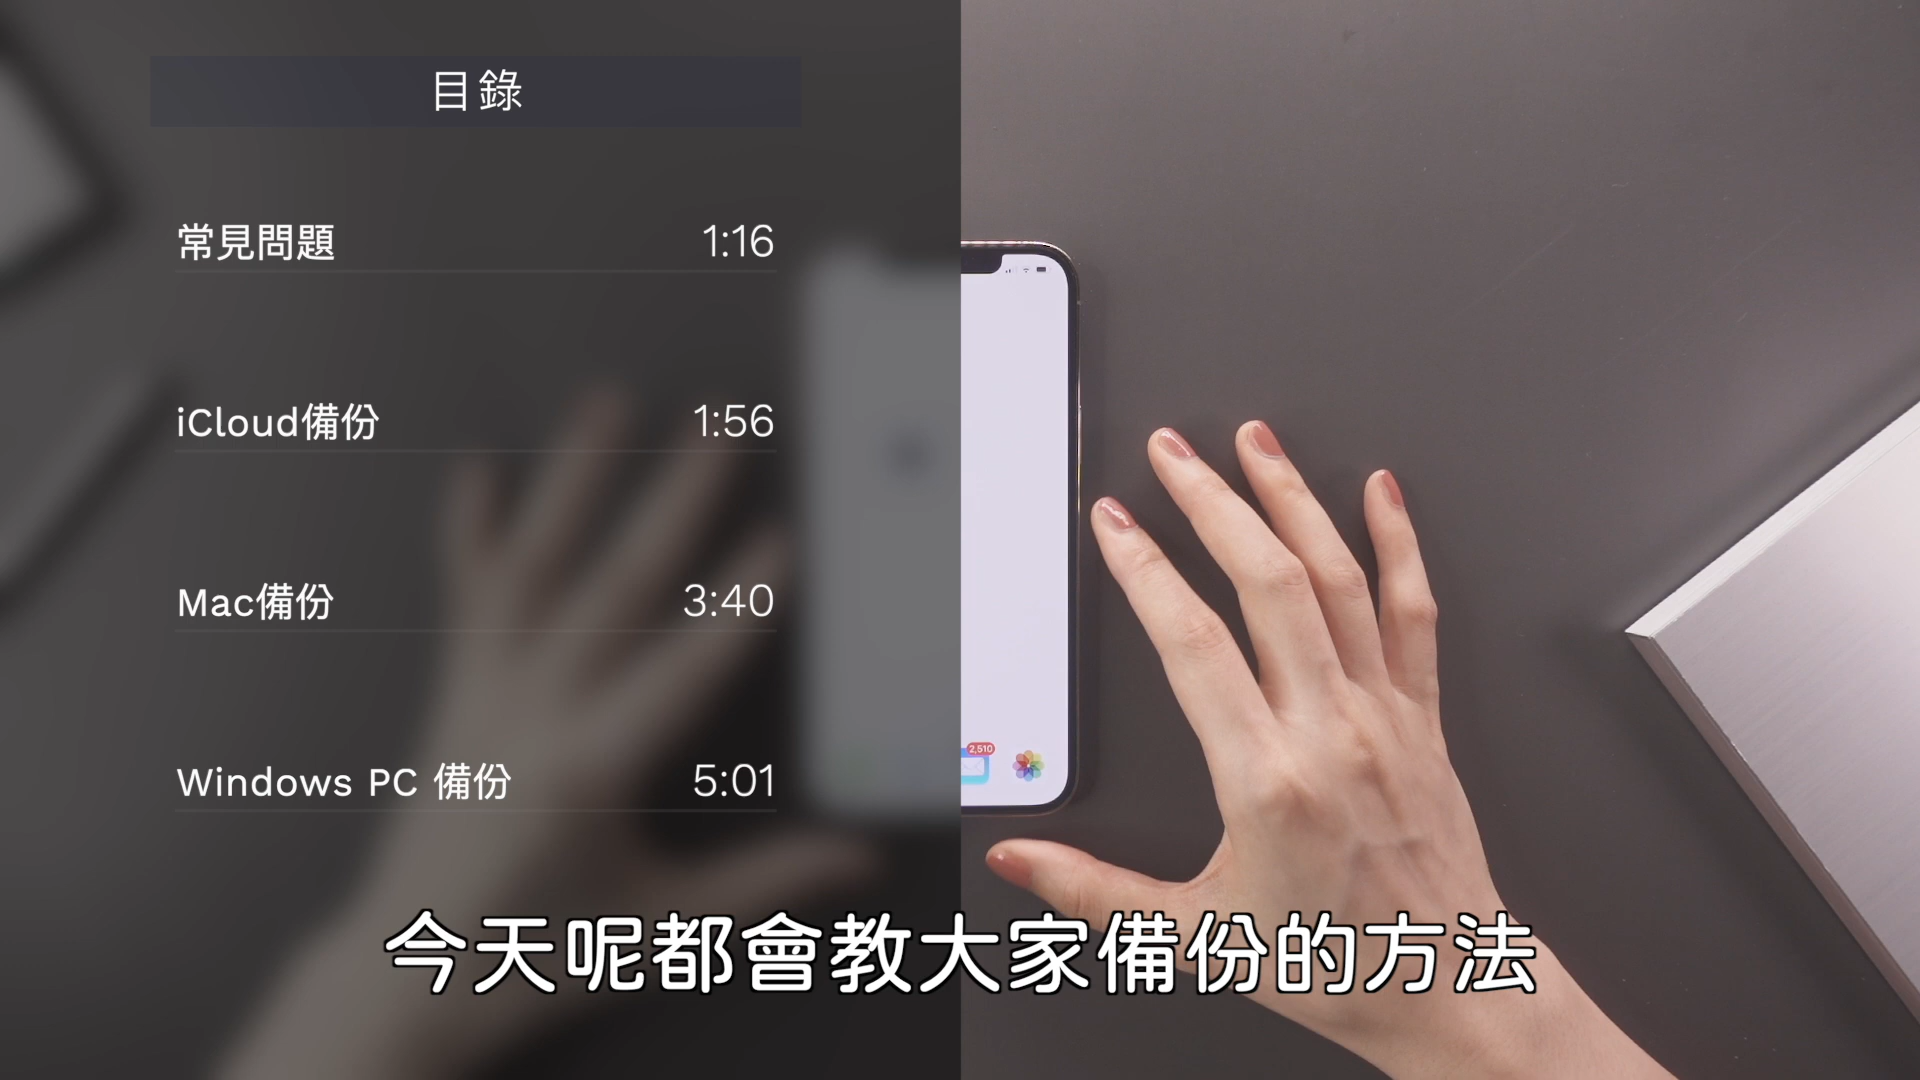 目錄
常見問題 1:16
iCloud備份 1:56
Mac備份 3:40
Windows PC 備份 5:01
2,510
今天呢都會教大家備份的方法